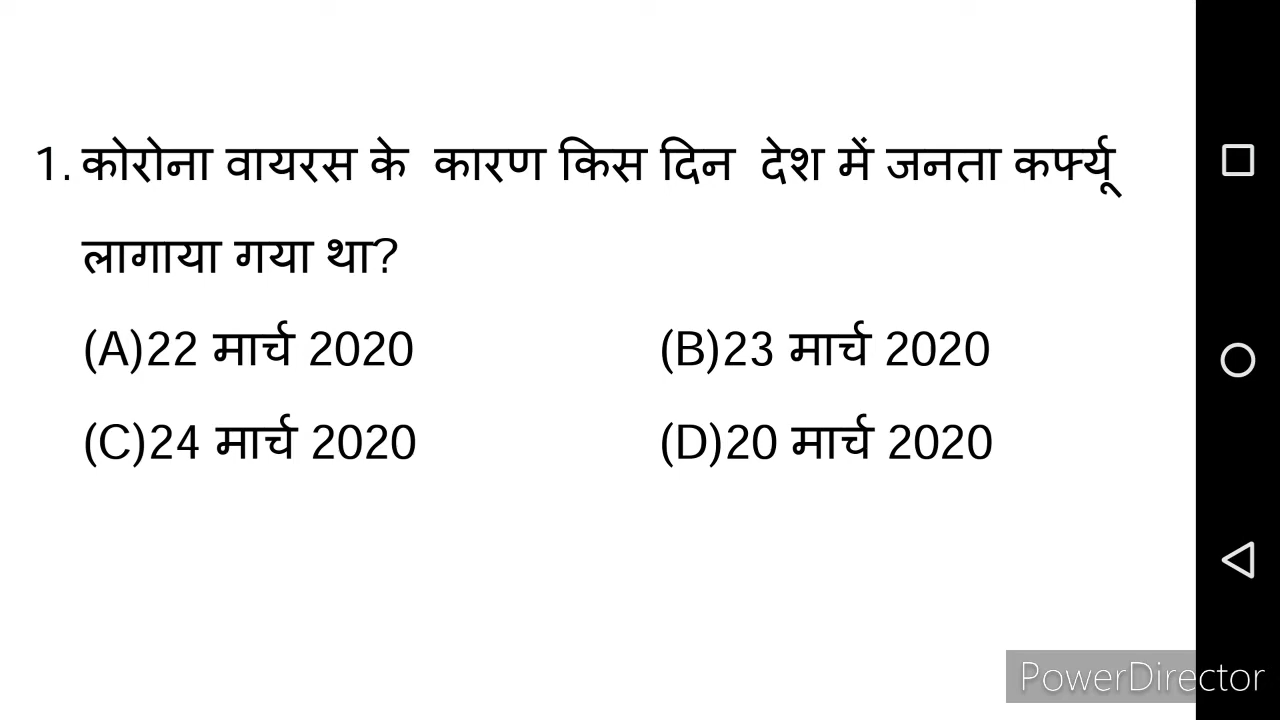 1. कोरोना वायरस के कारण किस दिन देश में जनता कर्फ्यू
लागाया गया था?
(A)22 मार्च 2020 (B)23 मार्च 2020
(C)24 मार्च 2020 (D)20 मार्च 2020
PowerDirector